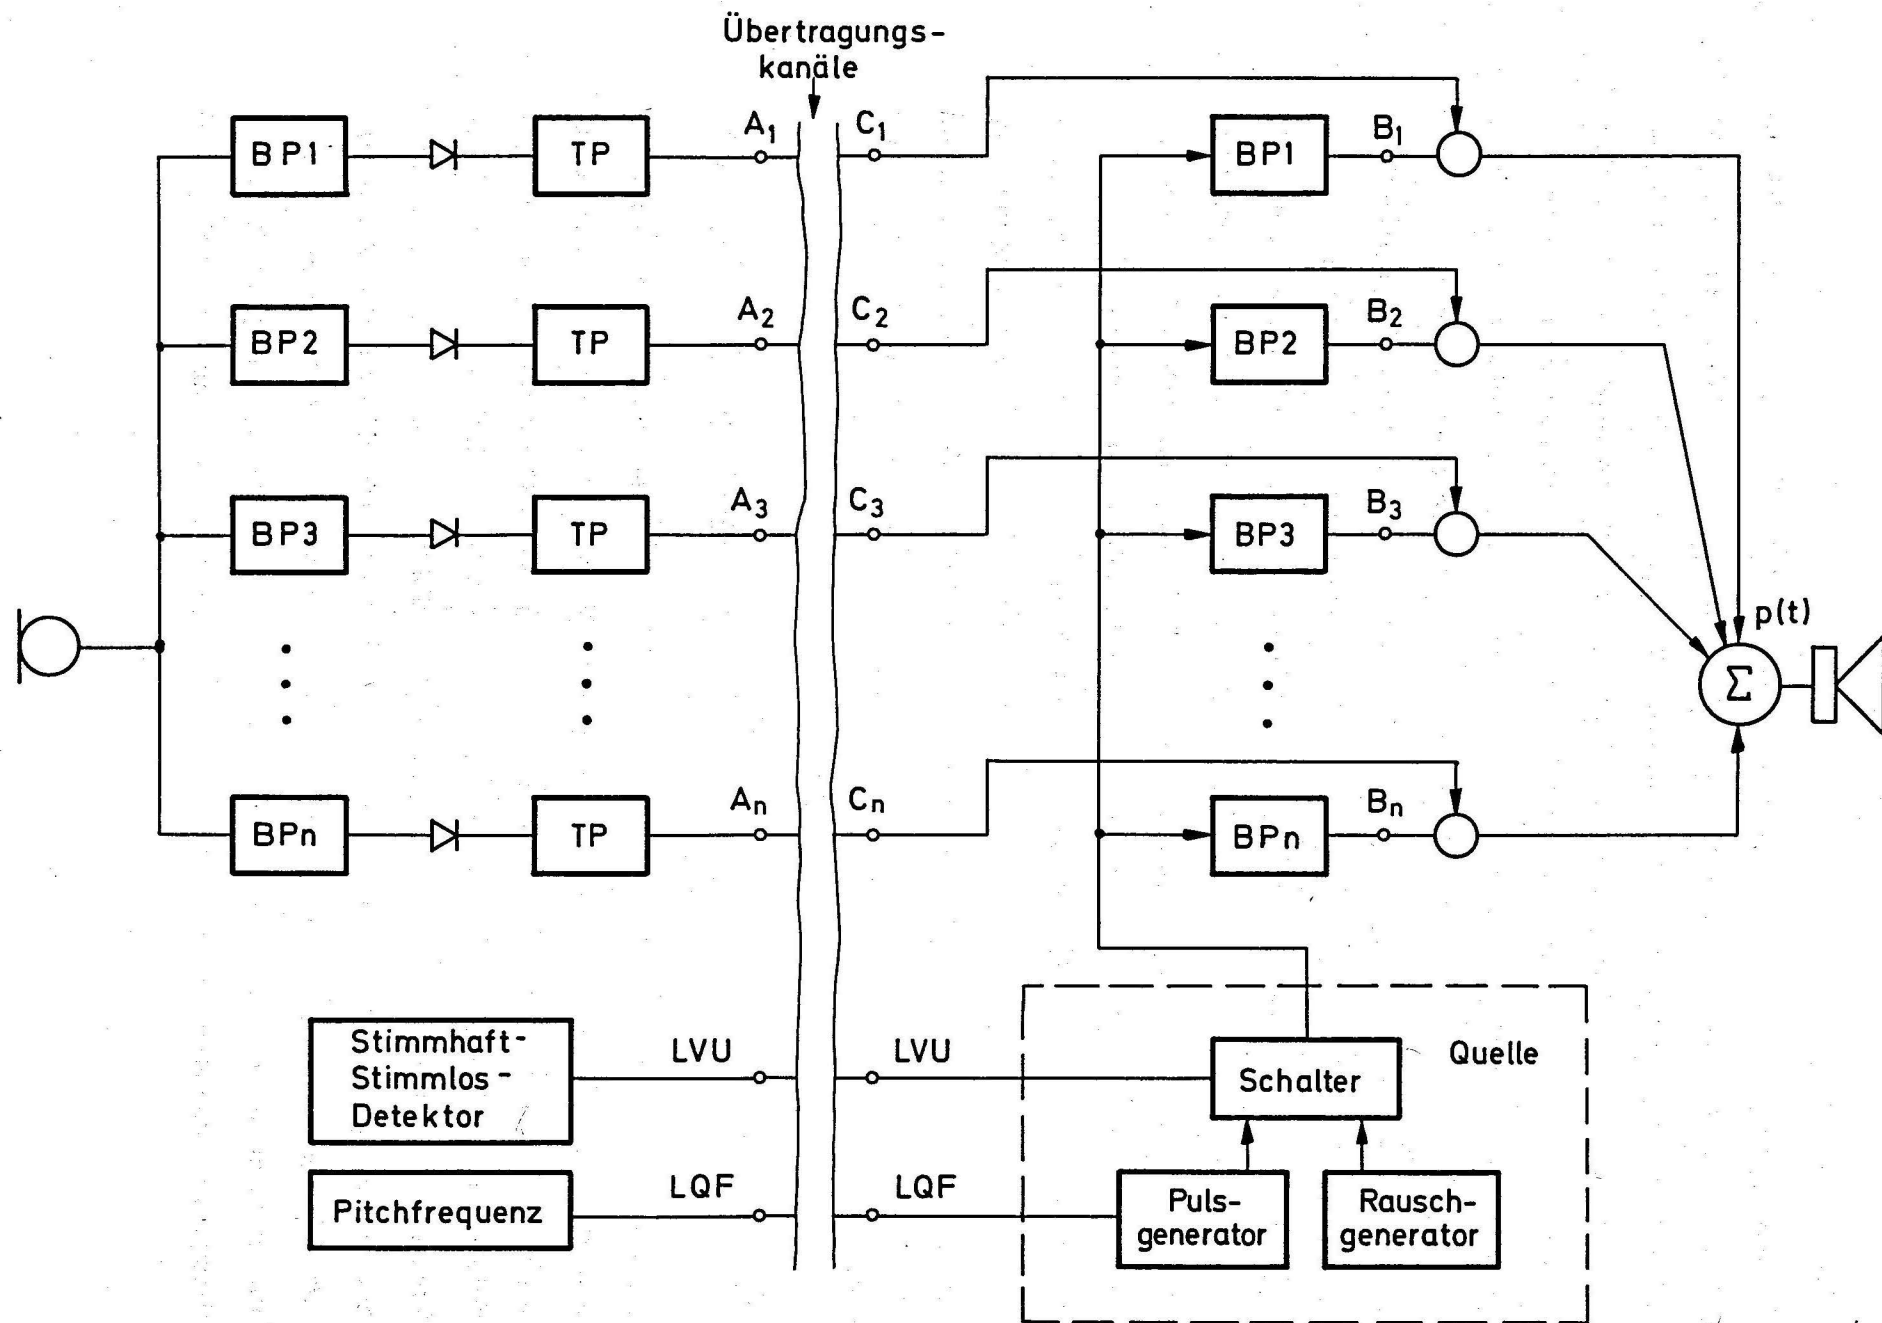 Übertragungs-
kanäle
BP1
TP
A1
C1
BP1
B1
BP2
TP
A2
C2
BP2
B2
BP3
TP
A3
C3
BP3
B3
p(t)
Σ
BPn
TP
An
Cn
BPn
Bn
Stimmhaft-
Stimmlos-
Detektor
LVU
LVU
Schalter
Quelle
Pitchfrequenz
LQF
LQF
Puls-
generator
Rausch-
generator